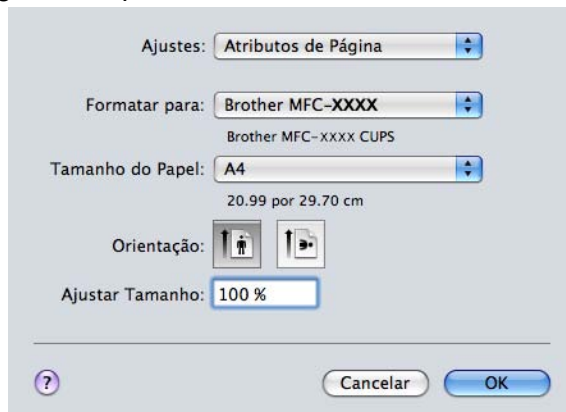 Ajustes: Atributos de Página
Formatar para: Brother MFC-XXXX
Brother MFC-XXXX CUPS
Tamanho do Papel: A4
20.99 por 29.70 cm
Orientação:
Ajustar Tamanho: 100 %
? Cancelar OK